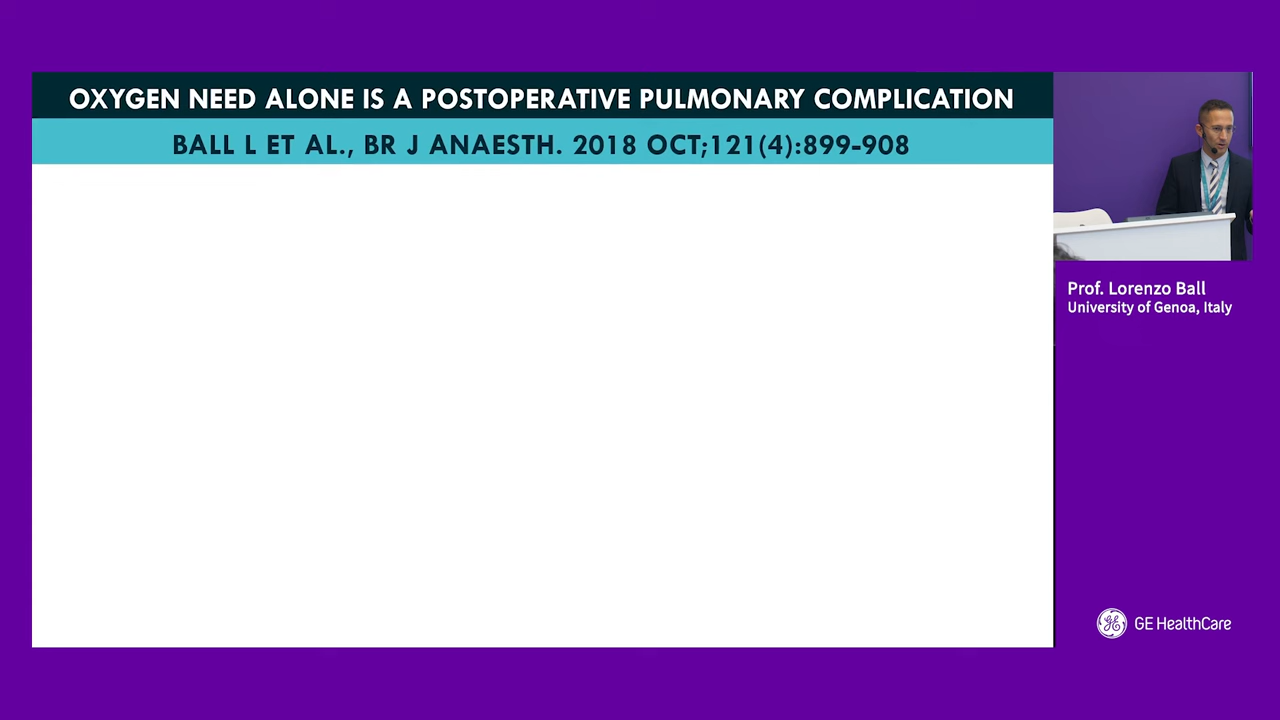 OXYGEN NEED ALONE IS A POSTOPERATIVE PULMONARY COMPLICATION
BALL L ET AL., BR J ANAESTH. 2018 OCT;121(4):899-908
Prof. Lorenzo Ball
University of Genoa, Italy
GE HealthCare